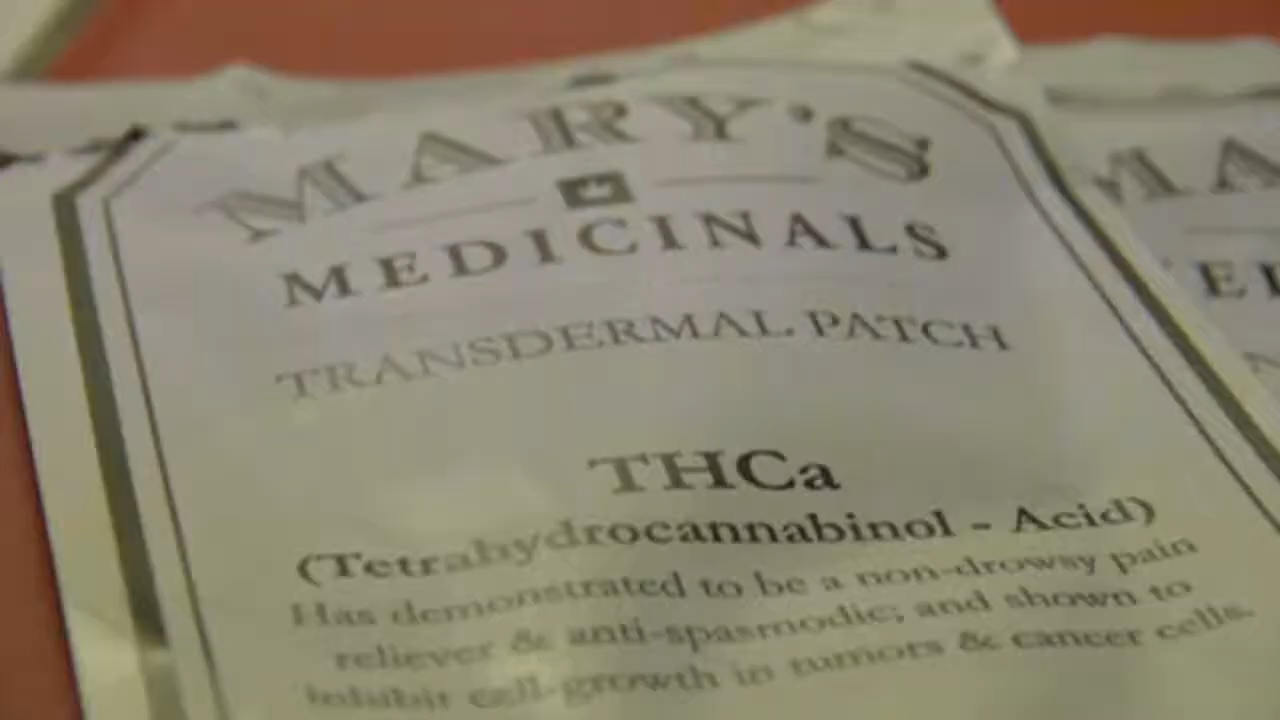 MARY'S
MEDICINALS
TRANSDERMAL PATCH
THCa
(Tetrahydrocannabinol - Acid)
Has demonstrated to be a non-drowsy pain
reliever & anti-spasmodic; and shown to
inhibit cell-growth in tumors & cancer cells.
MA